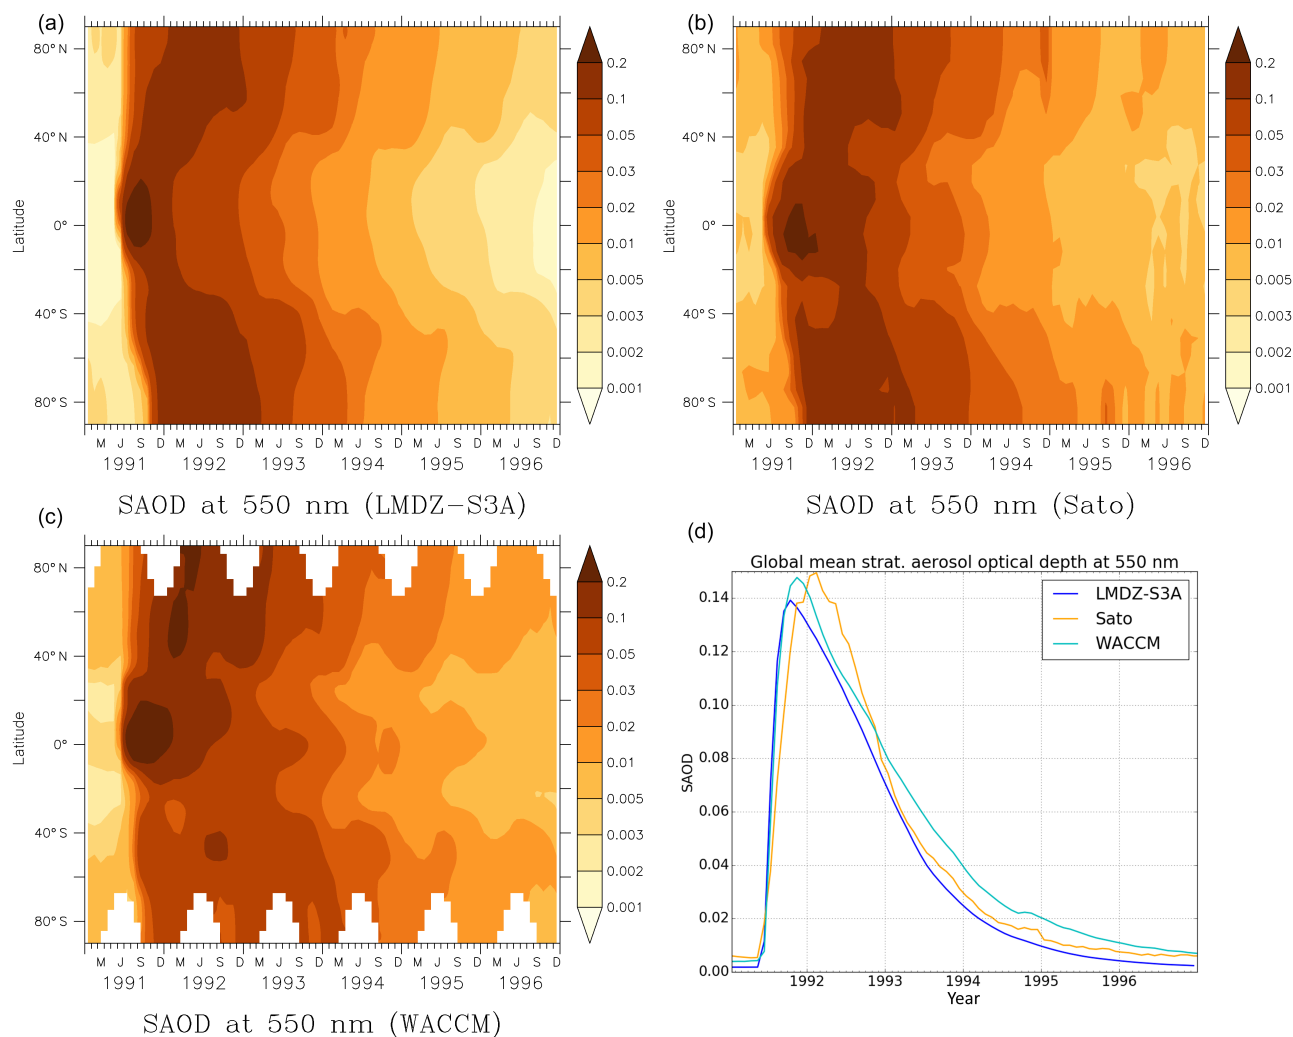 (a)
80° N
40° N
0°
40° S
80° S
Latitude
M J S D M J S D M J S D M J S D M J S D M J S D
1991 1992 1993 1994 1995 1996
0.2
0.1
0.05
0.03
0.02
0.01
0.005
0.003
0.002
0.001
SAOD at 550 nm (LMDZ−S3A)
(b)
80° N
40° N
0°
40° S
80° S
Latitude
M J S D M J S D M J S D M J S D M J S D M J S D
1991 1992 1993 1994 1995 1996
0.2
0.1
0.05
0.03
0.02
0.01
0.005
0.003
0.002
0.001
SAOD at 550 nm (Sato)
(c)
80° N
40° N
0°
40° S
80° S
Latitude
M J S D M J S D M J S D M J S D M J S D M J S D
1991 1992 1993 1994 1995 1996
0.2
0.1
0.05
0.03
0.02
0.01
0.005
0.003
0.002
0.001
SAOD at 550 nm (WACCM)
(d)
Global mean strat. aerosol optical depth at 550 nm
LMDZ-S3A
Sato
WACCM
0.14
0.12
0.10
0.08
0.06
0.04
0.02
0.00
SAOD
1992 1993 1994 1995 1996
Year